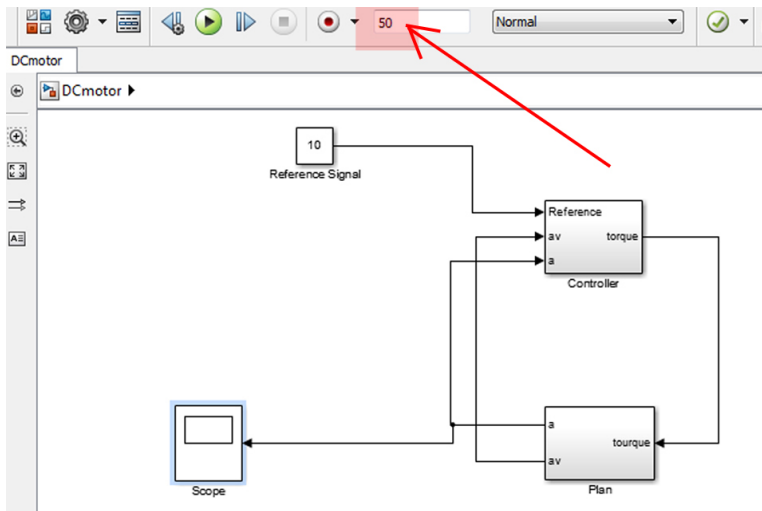 50
Normal
DCmotor
DCmotor
10
Reference Signal
Reference
av
torque
a
Controller
a
tourque
av
Plan
Scope